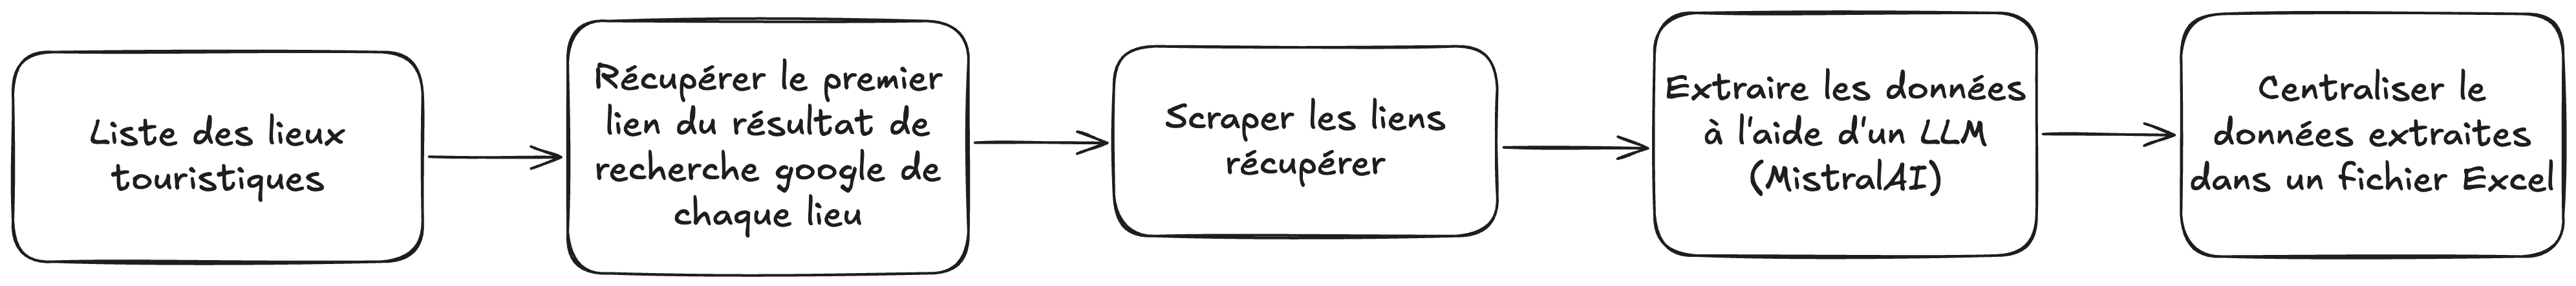 Liste des lieux
touristiques
Récupérer le premier
lien du résultat de
recherche google de
chaque lieu
Scraper les liens
récupérer
Extraire les données
à l'aide d'un LLM
(MistralAI)
Centraliser le
données extraites
dans un fichier Excel